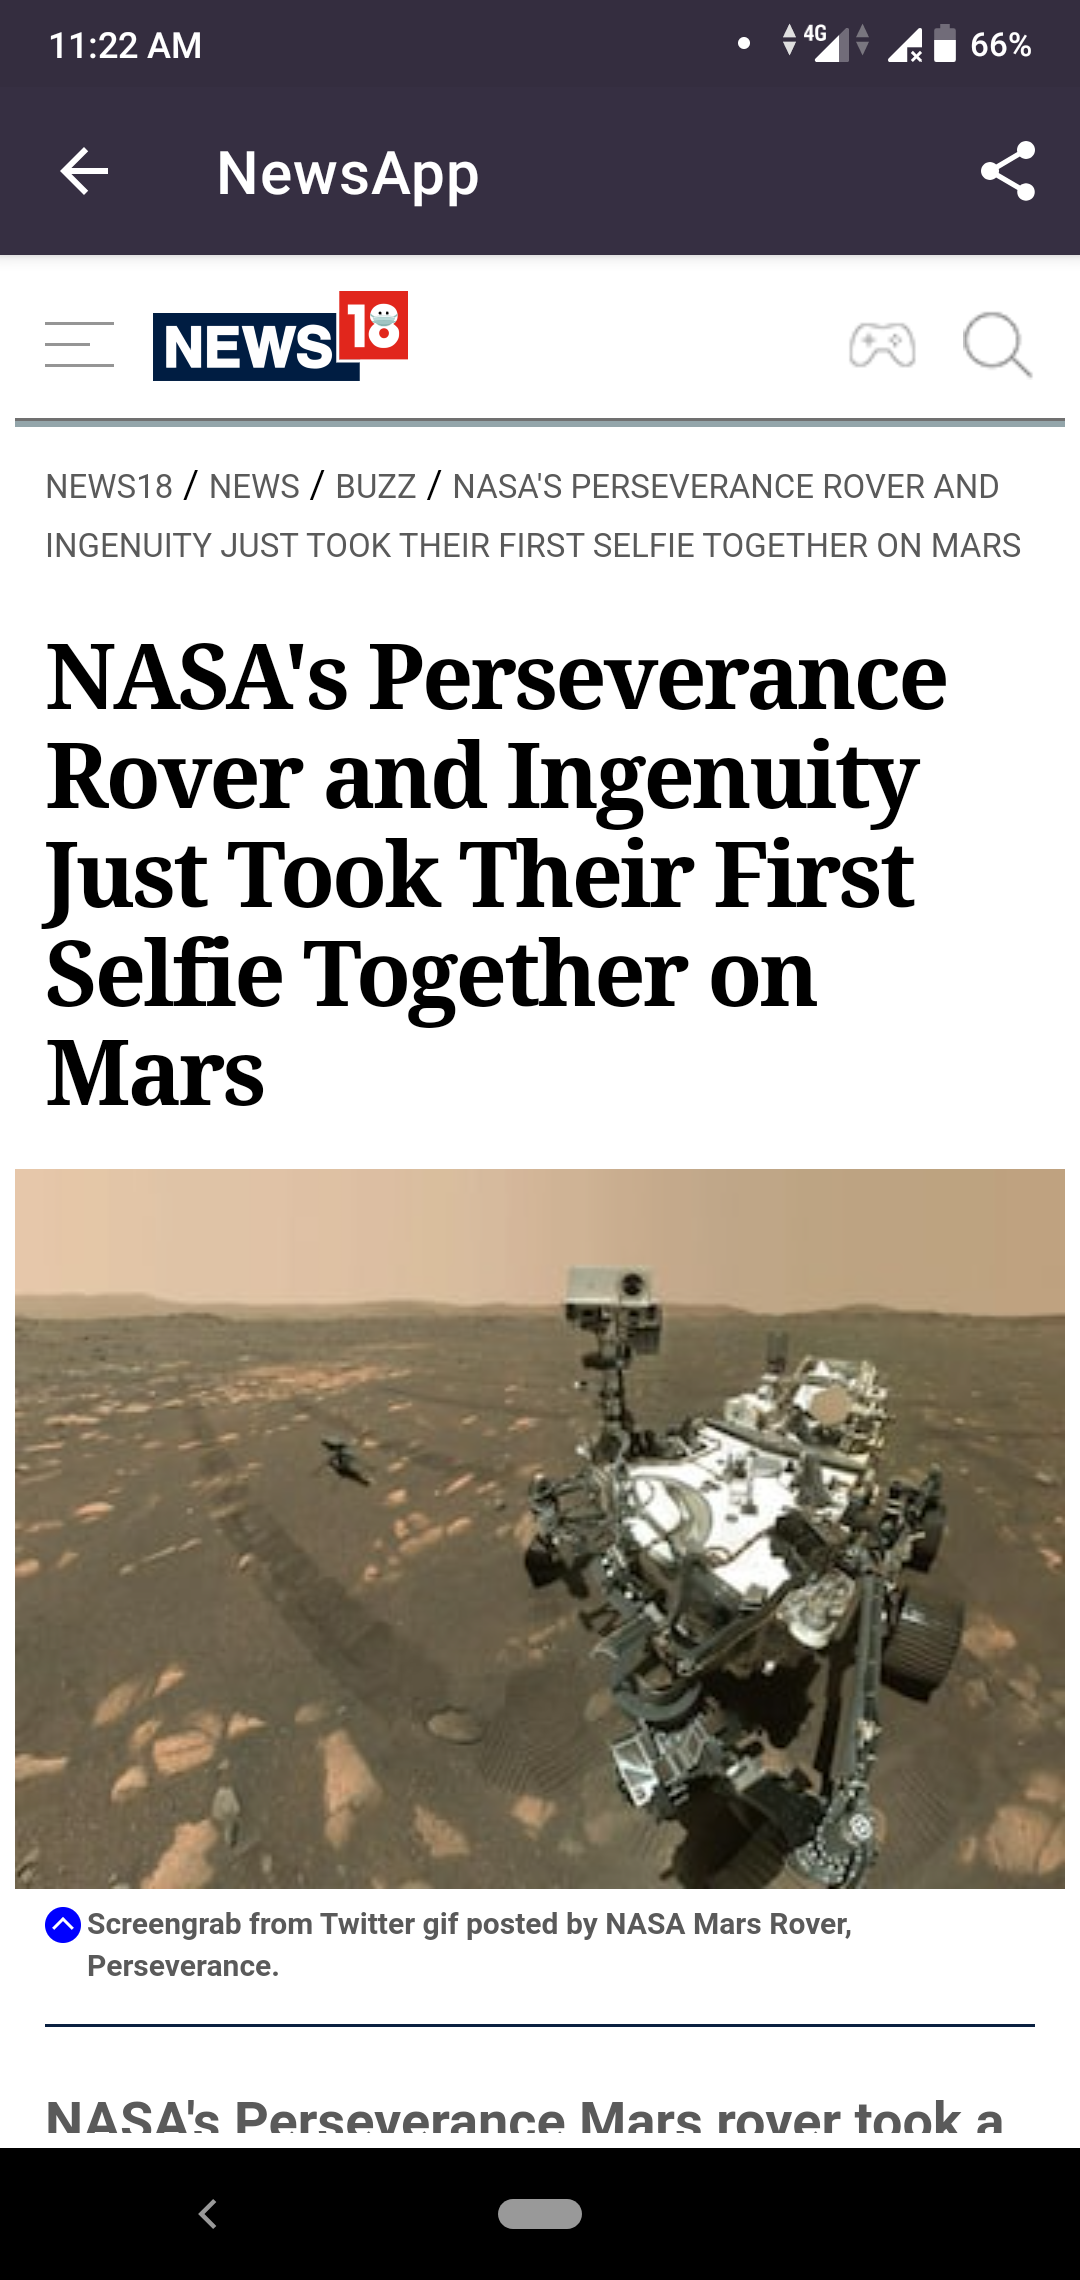 11:22 AM
4G
66%
NewsApp
NEWS18
NEWS18 / NEWS / BUZZ / NASA'S PERSEVERANCE ROVER AND
INGENUITY JUST TOOK THEIR FIRST SELFIE TOGETHER ON MARS
NASA's Perseverance
Rover and Ingenuity
Just Took Their First
Selfie Together on
Mars
Screengrab from Twitter gif posted by NASA Mars Rover,
Perseverance.
NASA's Perseverance Mars rover took a